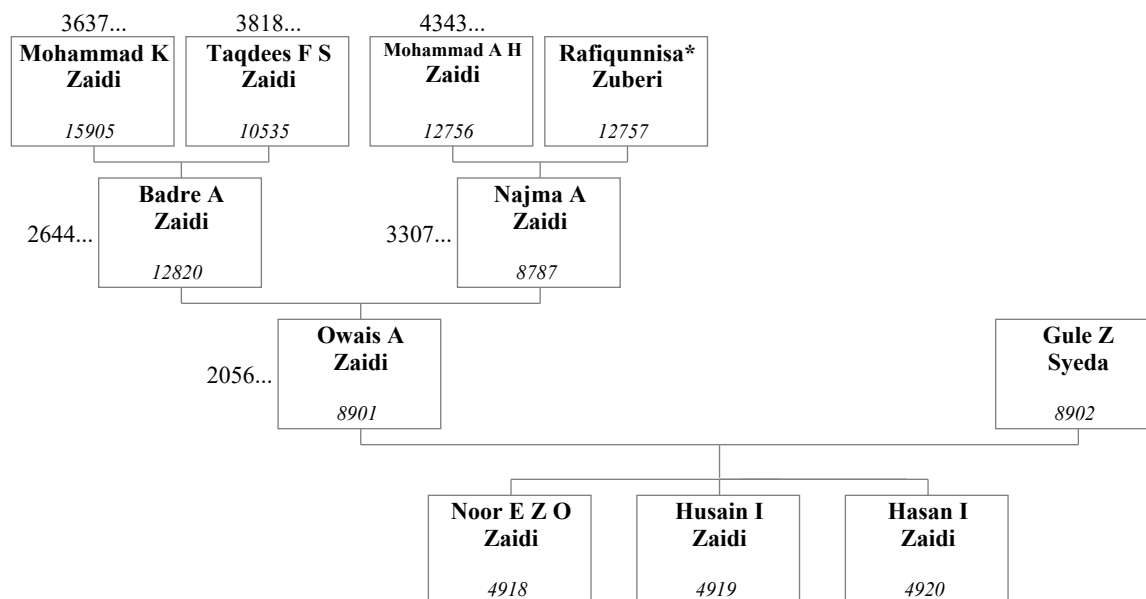 3637...
3818...
4343...
Mohammad K
Zaidi
15905
Taqdees F S
Zaidi
10535
Mohammad A H
Zaidi
12756
Rafiqunnisa*
Zuberi
12757
2644...
Badre A
Zaidi
12820
3307...
Najma A
Zaidi
8787
2056...
Owais A
Zaidi
8901
Gule Z
Syeda
8902
Noor E Z O
Zaidi
4918
Husain I
Zaidi
4919
Hasan I
Zaidi
4920